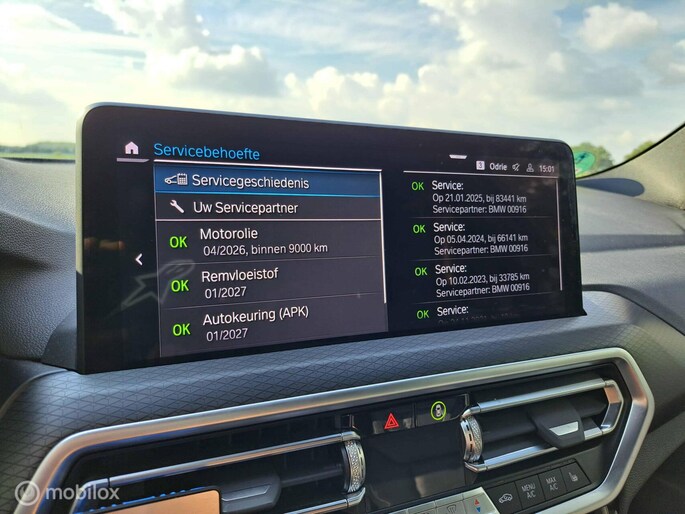 Servicebehoefte
3 Odrie 15:01
Servicegeschiedenis
Uw Servicepartner
OK Motorolie
04/2026, binnen 9000 km
OK Remvloeistof
01/2027
OK Autokeuring (APK)
01/2027
OK Service:
Op 21.01.2025, bij 83441 km
Servicepartner: BMW 00916
OK Service:
Op 05.04.2024, bij 66141 km
Servicepartner: BMW 00916
OK Service:
Op 10.02.2023, bij 33785 km
Servicepartner: BMW 00916
OK Service:
MENU A/C
MAX A/C
mobilox